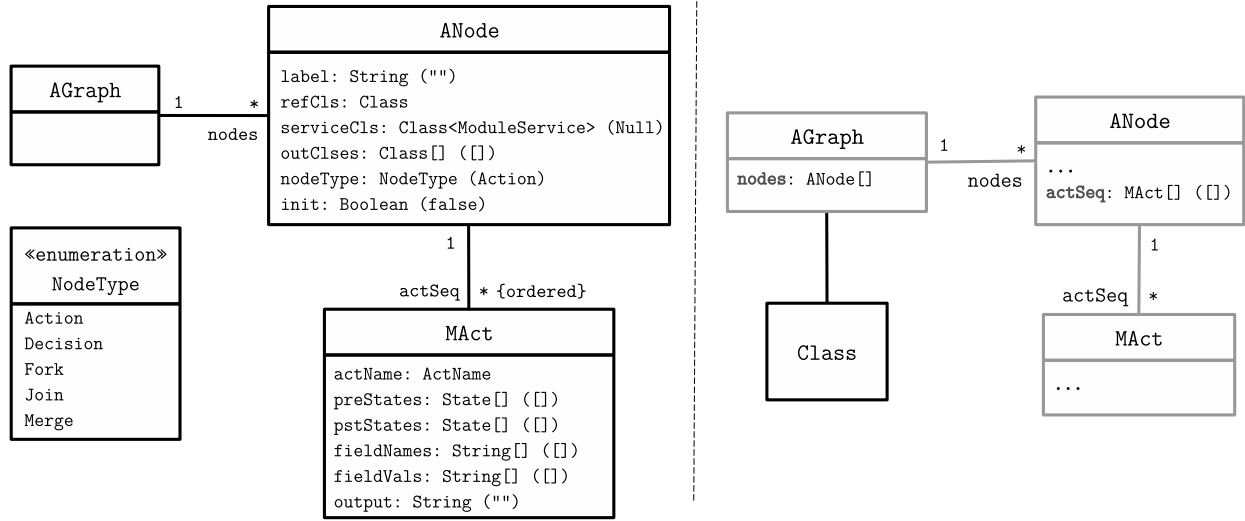 ANode
label: String ("")
refCls: Class
serviceCls: Class<ModuleService> (Null)
outClses: Class[] ([])
nodeType: NodeType (Action)
init: Boolean (false)
AGraph
1
*
nodes
«enumeration»
NodeType
Action
Decision
Fork
Join
Merge
1
actSeq
* {ordered}
MAct
actName: ActName
preStates: State[] ([])
pstStates: State[] ([])
fieldNames: String[] ([])
fieldVals: String[] ([])
output: String ("")
AGraph
nodes: ANode[]
1
*
nodes
ANode
...
actSeq: MAct[] ([])
1
actSeq
*
Class
MAct
...